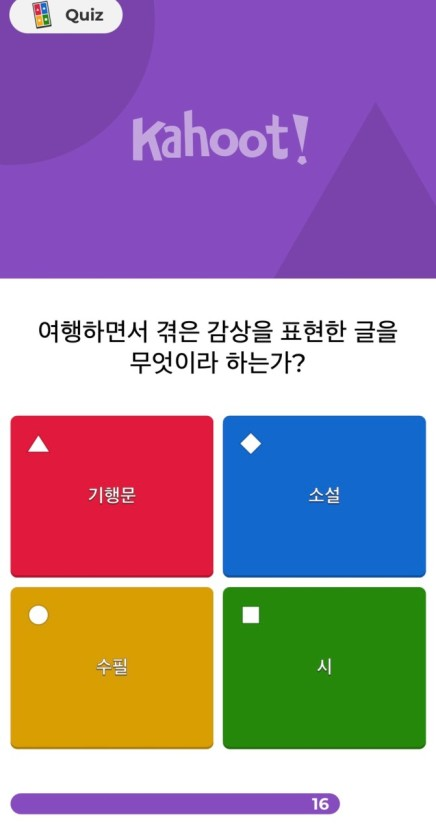 Quiz
Kahoot!
여행하면서 겪은 감상을 표현한 글을
무엇이라 하는가?
기행문
소설
수필
시
16